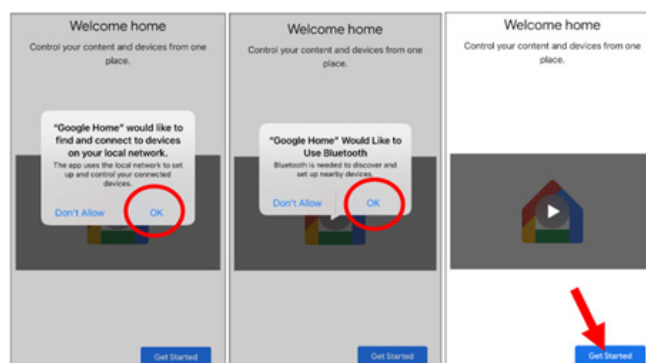 Welcome home
Control your content and devices from one
place.
"Google Home" would like to
find and connect to devices
on your local network.
The app uses the local network to set
up and control your connected
devices.
Don't Allow
OK
Get Started
Welcome home
Control your content and devices from one
place.
"Google Home" Would Like to
Use Bluetooth
Bluetooth is needed to discover and
set up nearby devices.
Don't Allow
OK
Get Started
Welcome home
Control your content and devices from one
place.
Get Started